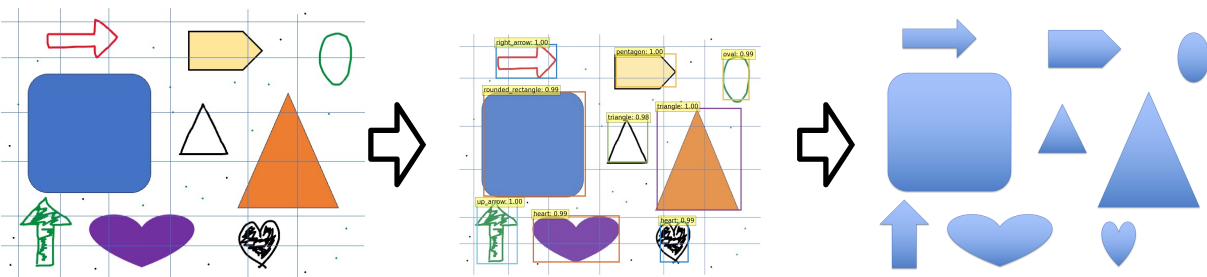 right_arrow: 1.00
pentagon: 1.00
oval: 0.99
rounded_rectangle: 0.99
triangle: 1.00
triangle: 0.98
up_arrow: 1.00
heart: 0.99
heart: 0.99